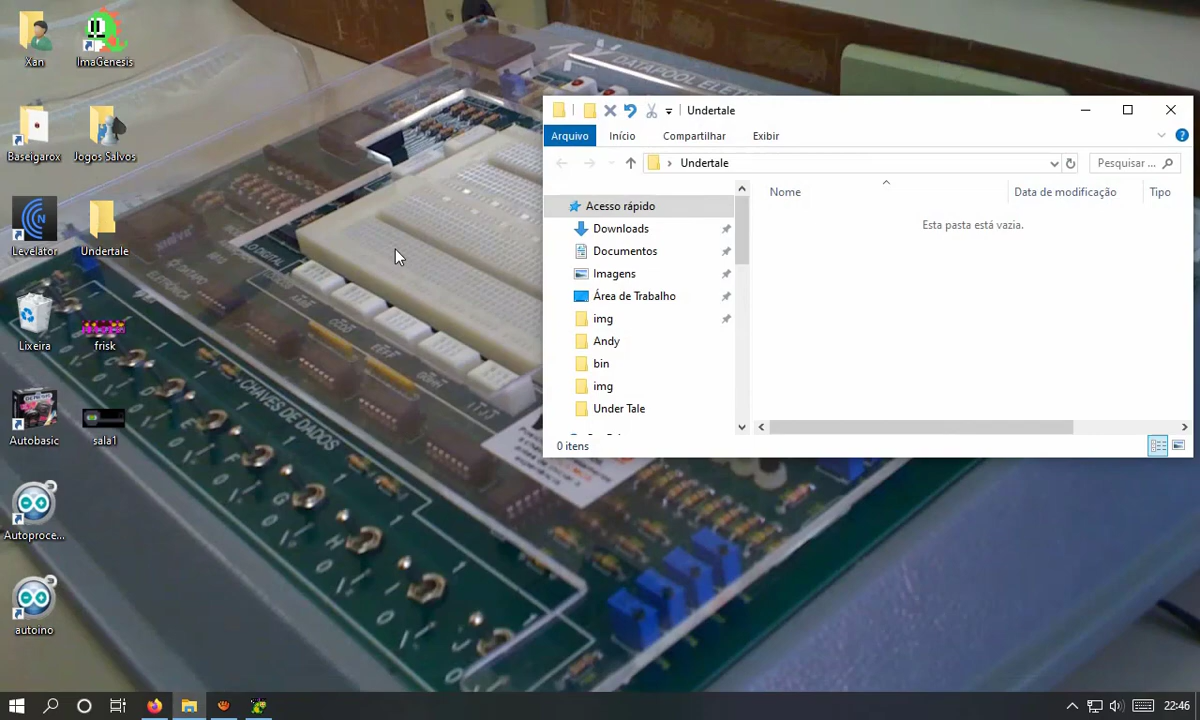 Xan
ImaGenesis
Baseigarox
Jogos Salvos
Levelator
Undertale
Lixeira
frisk
Autobasic
sala1
Autoproce...
autoino
DATAPOOL ELET
CHAVES DE DADOS
Undertale
Arquivo
Início
Compartilhar
Exibir
Undertale
Pesquisar ...
Acesso rápido
Downloads
Documentos
Imagens
Área de Trabalho
img
Andy
bin
img
Under Tale
Nome
Data de modificação
Tipo
Esta pasta está vazia.
0 itens
22:46